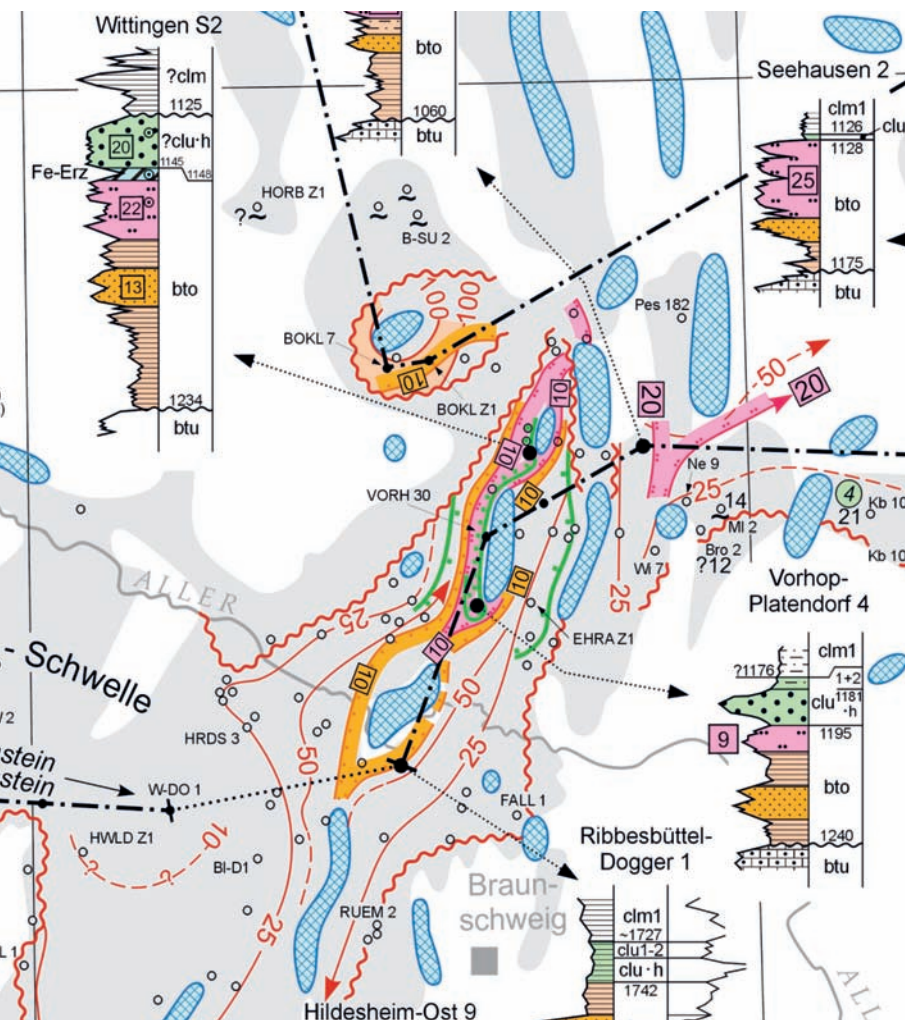 Wittingen S2
?clm
1125
20
?clu·h
1145
1148
Fe-Erz
22
13
bto
1234
btu
bto
1060
btu
Seehausen 2
clm1
1126
clu
1128
25
bto
1175
btu
HORB Z1
?
B-SU 2
100
100
BOKL 7
10
BOKL Z1
Pes 182
50
20
20
10
10
10
10
VORH 30
Ne 9
25
14
Ml 2
Bro 2
?12
Wi 7
25
4
21
Kb 10
Kb 10
ALLER
25
EHRA Z1
10
10
50
25
50
- Schwelle
HRDS 3
stein
stein
W-DO 1
HWLD Z1
10
?
?
BI-D1
25
FALL 1
RUEM 2
Braun-
schweig
Hildesheim-Ost 9
Vorhop-
Platendorf 4
clm1
?1176
1+2
clu
1181
·h
1195
9
bto
1240
btu
Ribbesbüttel-
Dogger 1
clm1
~1727
clu1-2
clu·h
1742
ALL